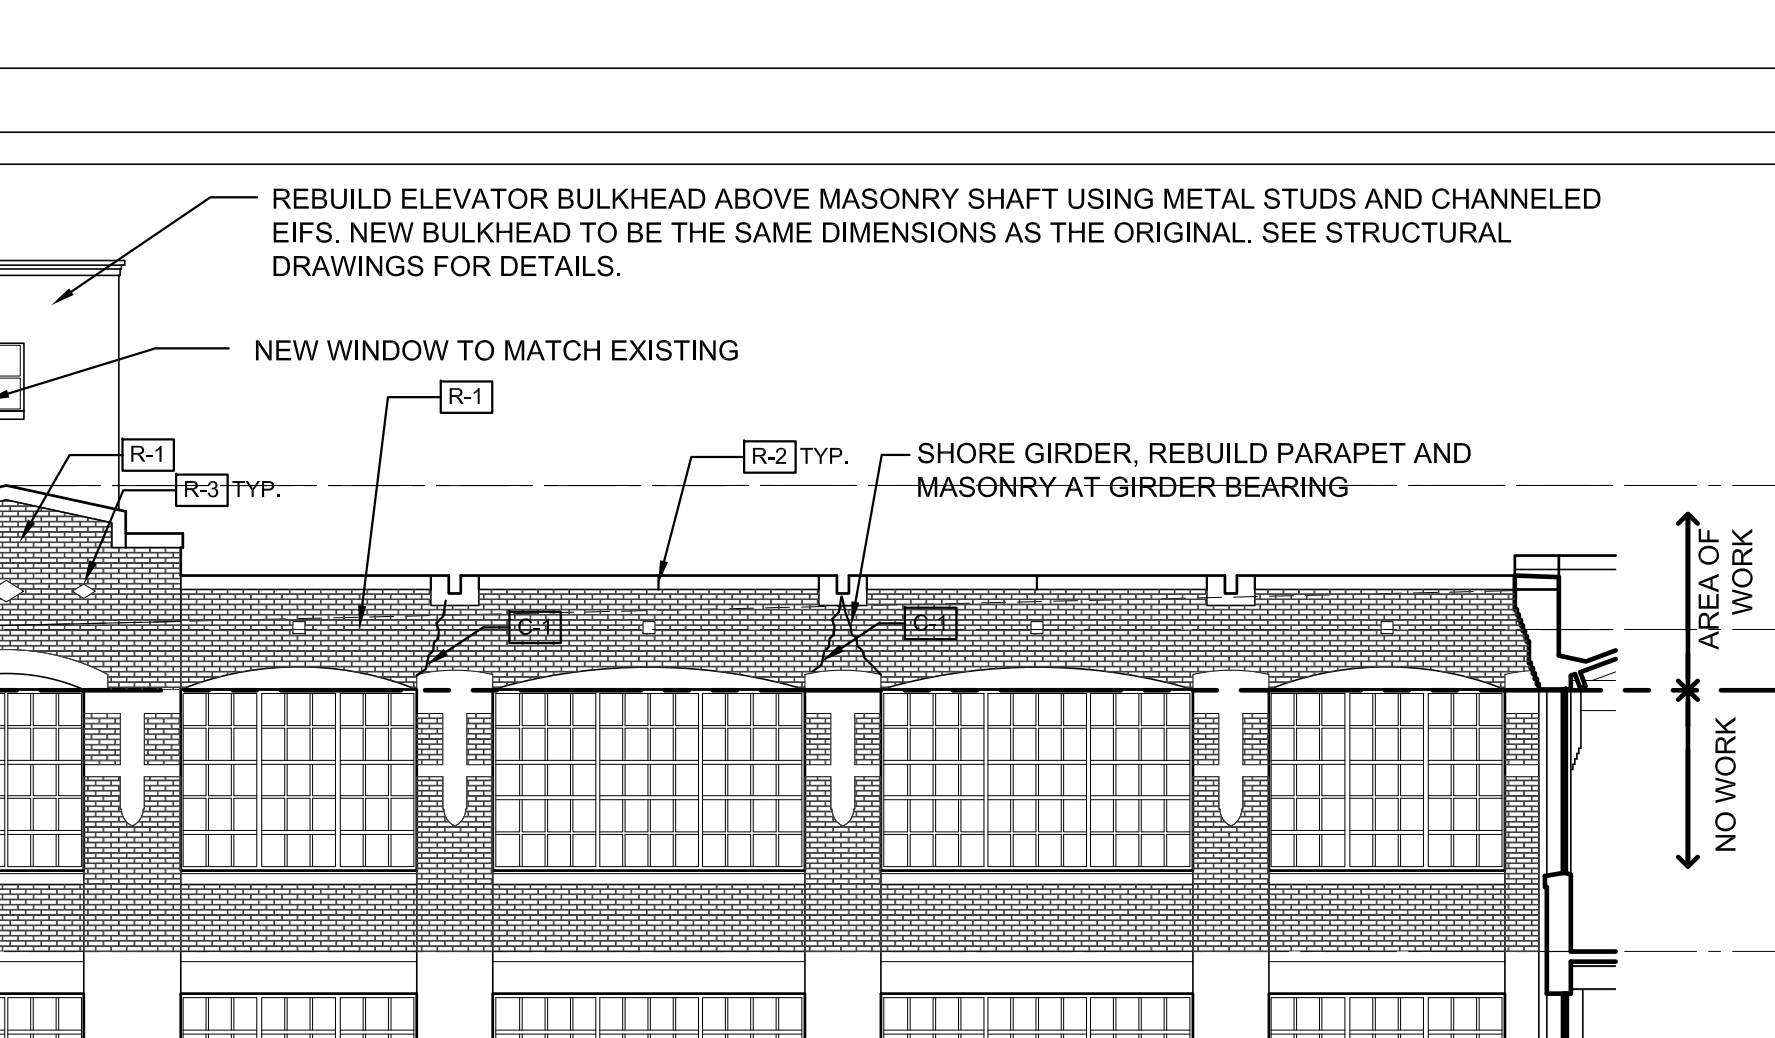 REBUILD ELEVATOR BULKHEAD ABOVE MASONRY SHAFT USING METAL STUDS AND CHANNELED
EIFS. NEW BULKHEAD TO BE THE SAME DIMENSIONS AS THE ORIGINAL. SEE STRUCTURAL
DRAWINGS FOR DETAILS.
NEW WINDOW TO MATCH EXISTING
R-1
R-1
R-3 TYP.
R-2 TYP.
SHORE GIRDER, REBUILD PARAPET AND
MASONRY AT GIRDER BEARING
C-1
C-1
AREA OF
WORK
NO WORK